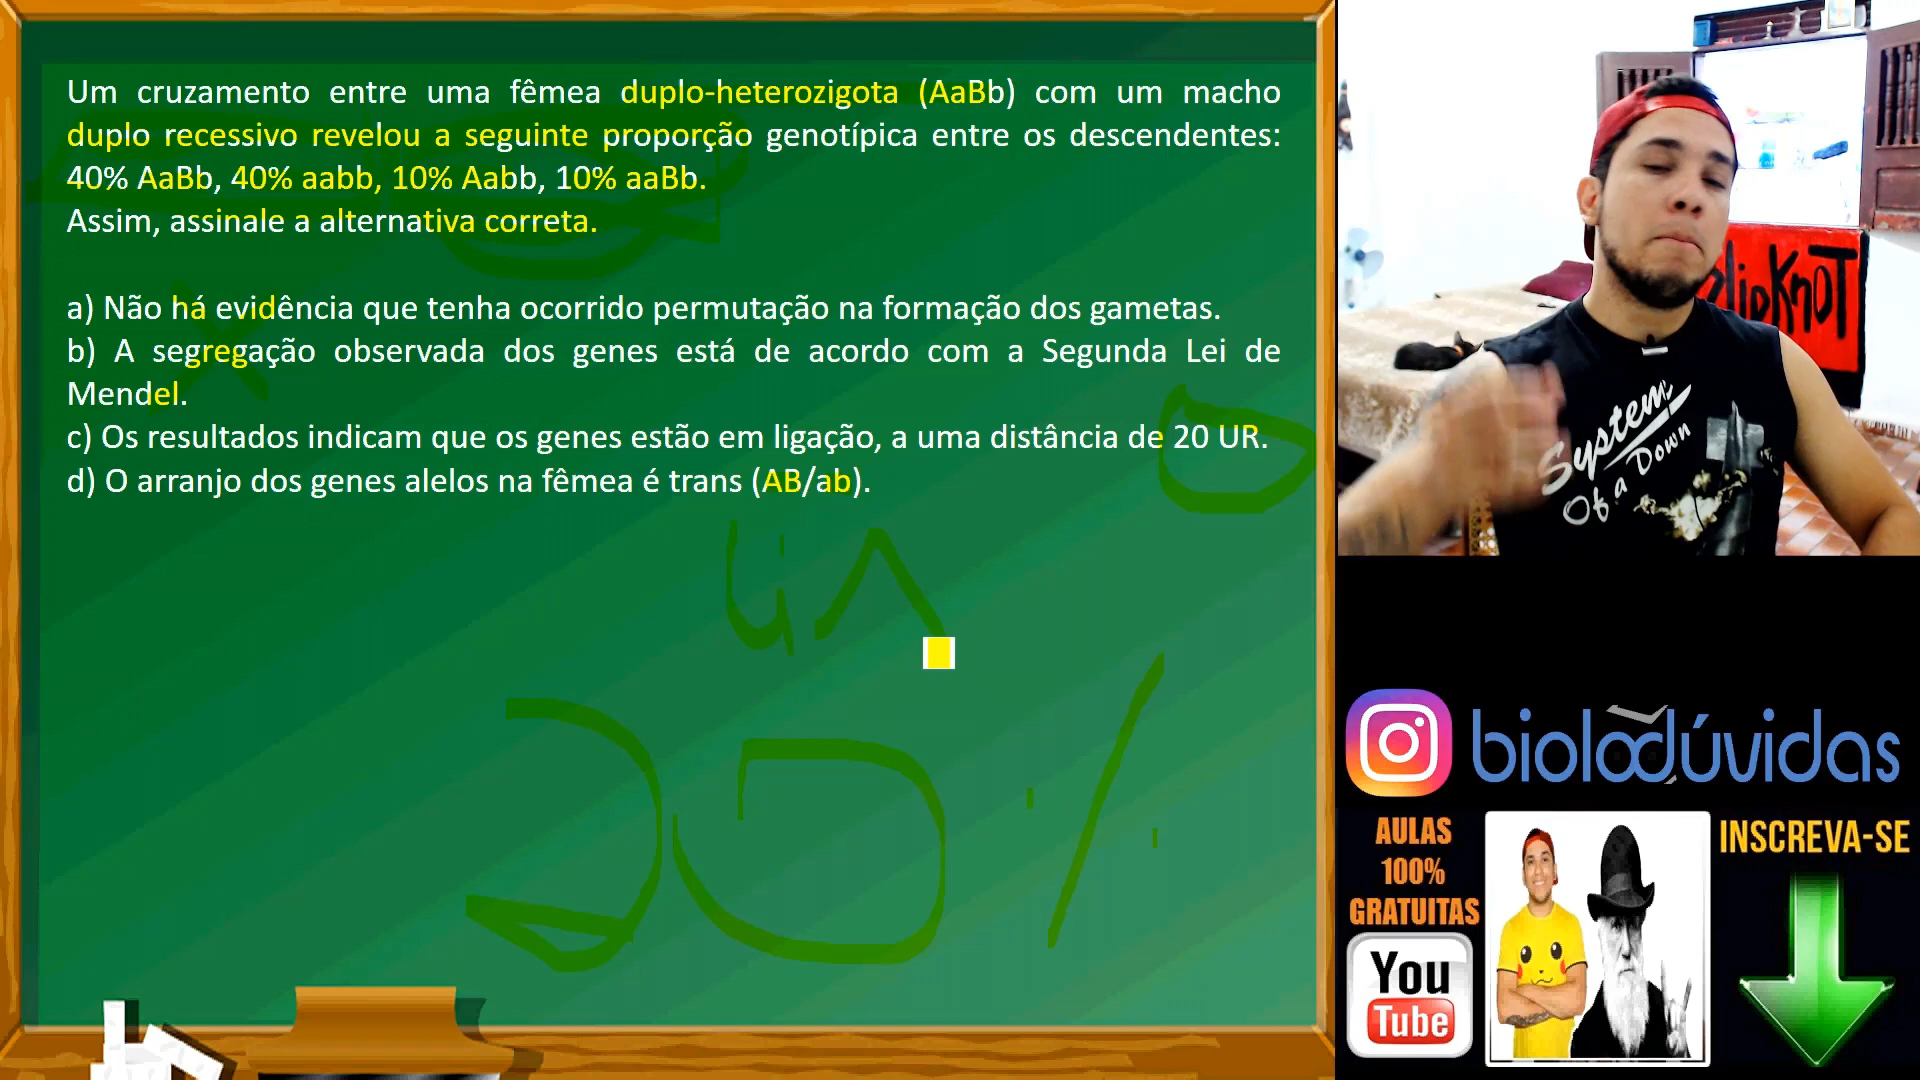 Um cruzamento entre uma fêmea duplo-heterozigota (AaBb) com um macho
duplo recessivo revelou a seguinte proporção genotípica entre os descendentes:
40% AaBb, 40% aabb, 10% Aabb, 10% aaBb.
Assim, assinale a alternativa correta.
a) Não há evidência que tenha ocorrido permutação na formação dos gametas.
b) A segregação observada dos genes está de acordo com a Segunda Lei de
Mendel.
c) Os resultados indicam que os genes estão em ligação, a uma distância de 20 UR.
d) O arranjo dos genes alelos na fêmea é trans (AB/ab).
20%
slipKnoT
System
Of a Down
biolodúvidas
AULAS
100%
GRATUITAS
You
Tube
INSCREVA-SE